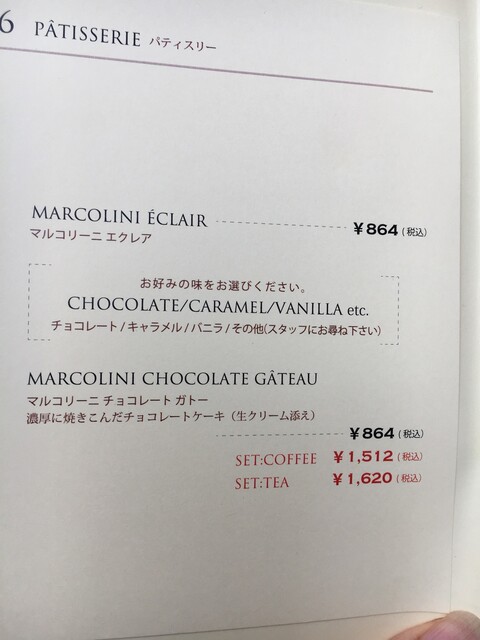 6 PÂTISSERIE パティスリー
MARCOLINI ÉCLAIR ¥864 (税込)
マルコリーニ エクレア
お好みの味をお選びください。
CHOCOLATE/CARAMEL/VANILLA etc.
チョコレート / キャラメル / バニラ / その他(スタッフにお尋ね下さい)
MARCOLINI CHOCOLATE GÂTEAU
マルコリーニ チョコレート ガトー
濃厚に焼きこんだチョコレートケーキ（生クリーム添え）
¥864 (税込)
SET:COFFEE ¥1,512 (税込)
SET:TEA ¥1,620 (税込)